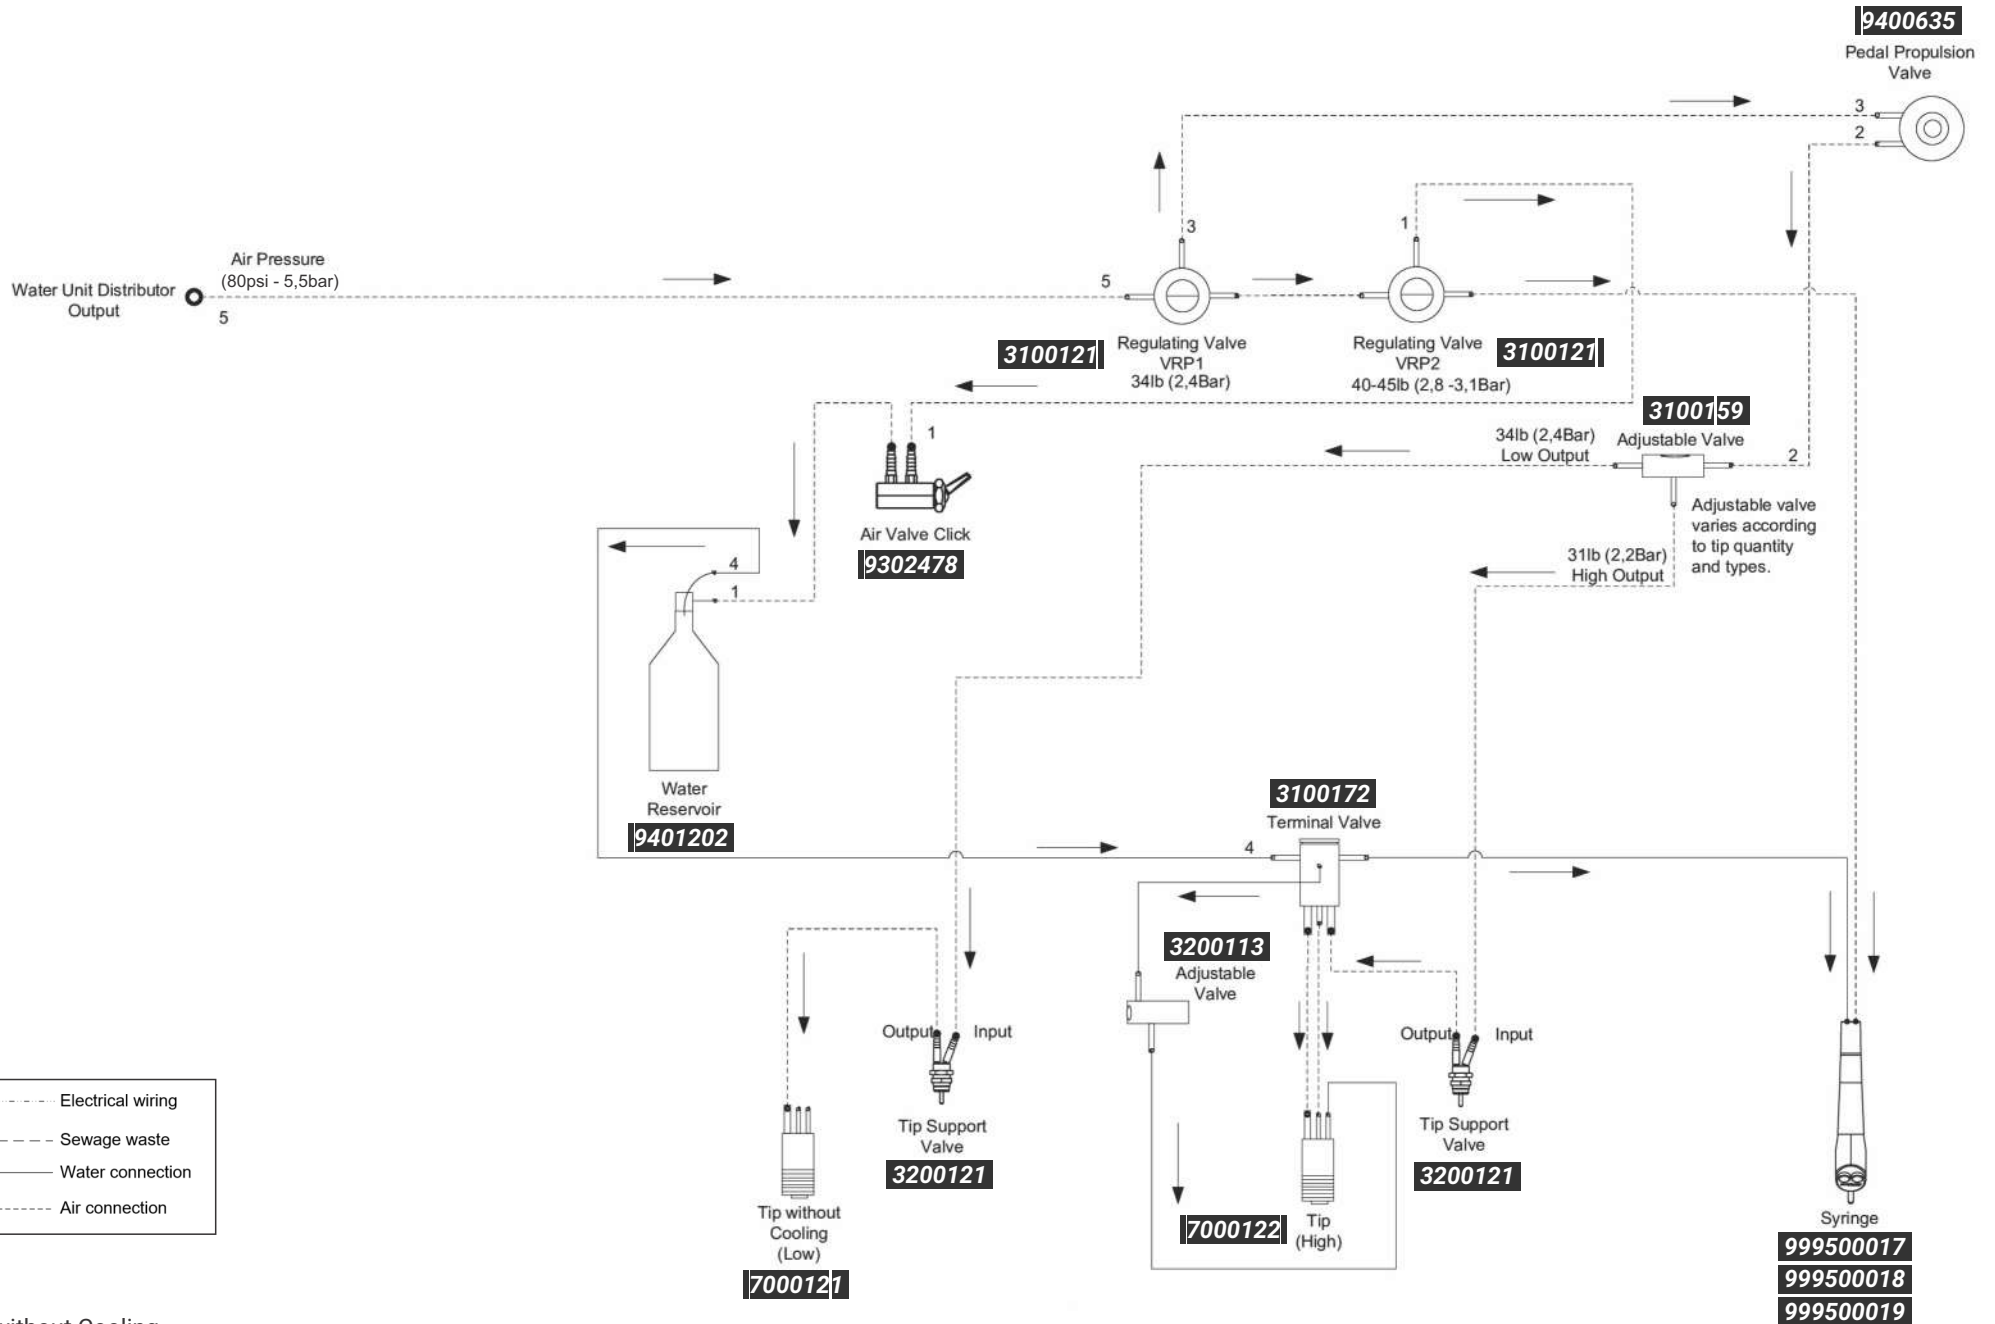 9400635
Pedal Propulsion
Valve
3
2
3
1
Air Pressure
(80psi - 5,5bar)
Water Unit Distributor
Output
5
5
3100121
Regulating Valve
VRP1
34lb (2,4Bar)
Regulating Valve
VRP2
40-45lb (2,8 -3,1Bar)
3100121
3100159
Adjustable Valve
34lb (2,4Bar)
Low Output
2
1
Adjustable valve
varies according
to tip quantity
and types.
Air Valve Click
9302478
31lb (2,2Bar)
High Output
4
1
Water
Reservoir
9401202
3100172
Terminal Valve
4
3200113
Adjustable
Valve
Output
Input
Output
Input
Tip Support
Valve
3200121
Tip Support
Valve
3200121
Electrical wiring
Sewage waste
Water connection
Air connection
Tip without
Cooling
(Low)
7000121
7000122
Tip
(High)
Syringe
999500017
999500018
999500019